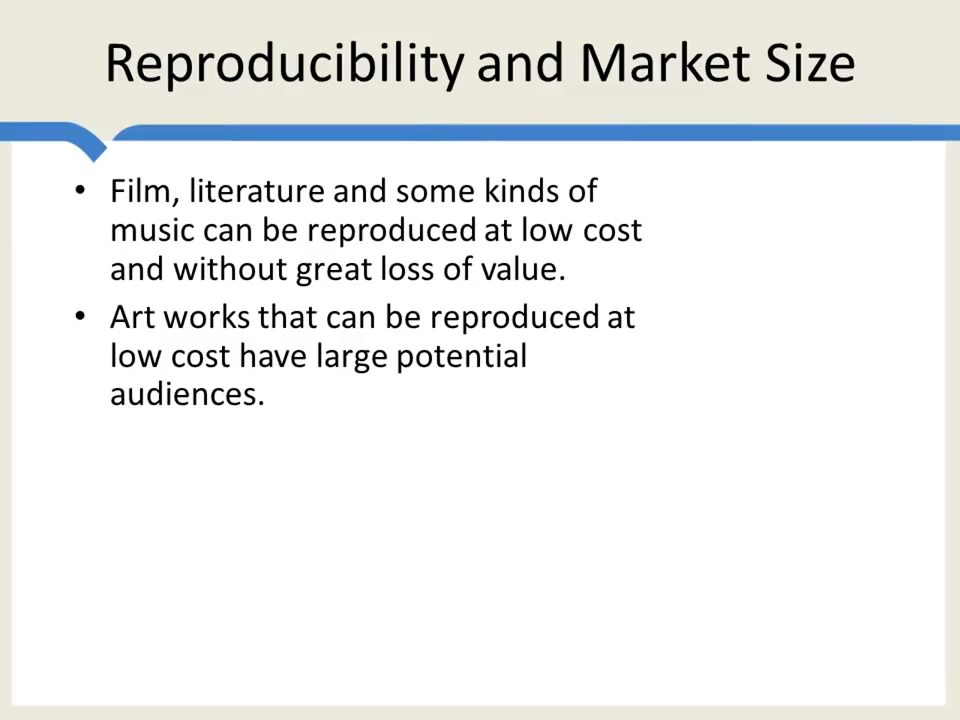 Reproducibility and Market Size
• Film, literature and some kinds of
music can be reproduced at low cost
and without great loss of value.
• Art works that can be reproduced at
low cost have large potential
audiences.